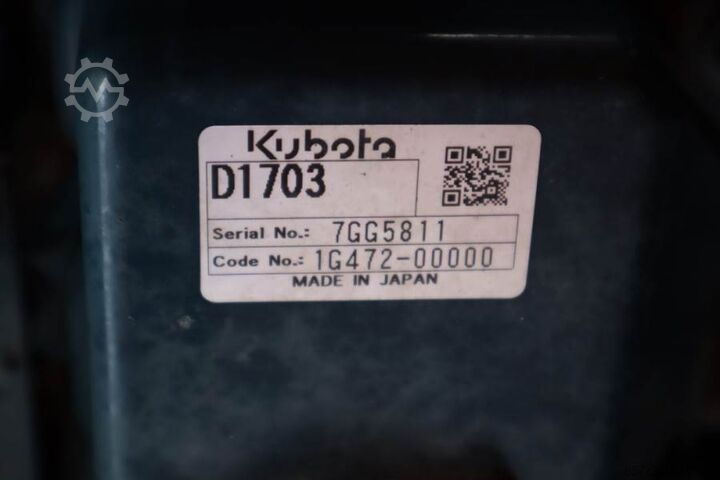 Kubota
D1703
Serial No.: 7GG5811
Code No.: 1G472-00000
MADE IN JAPAN